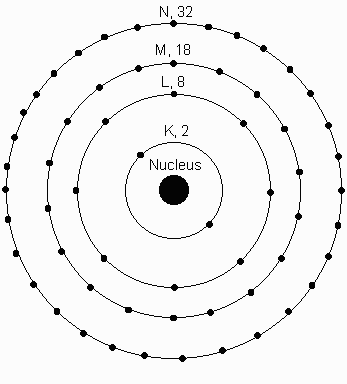 N, 32
M, 18
L, 8
K, 2
Nucleus